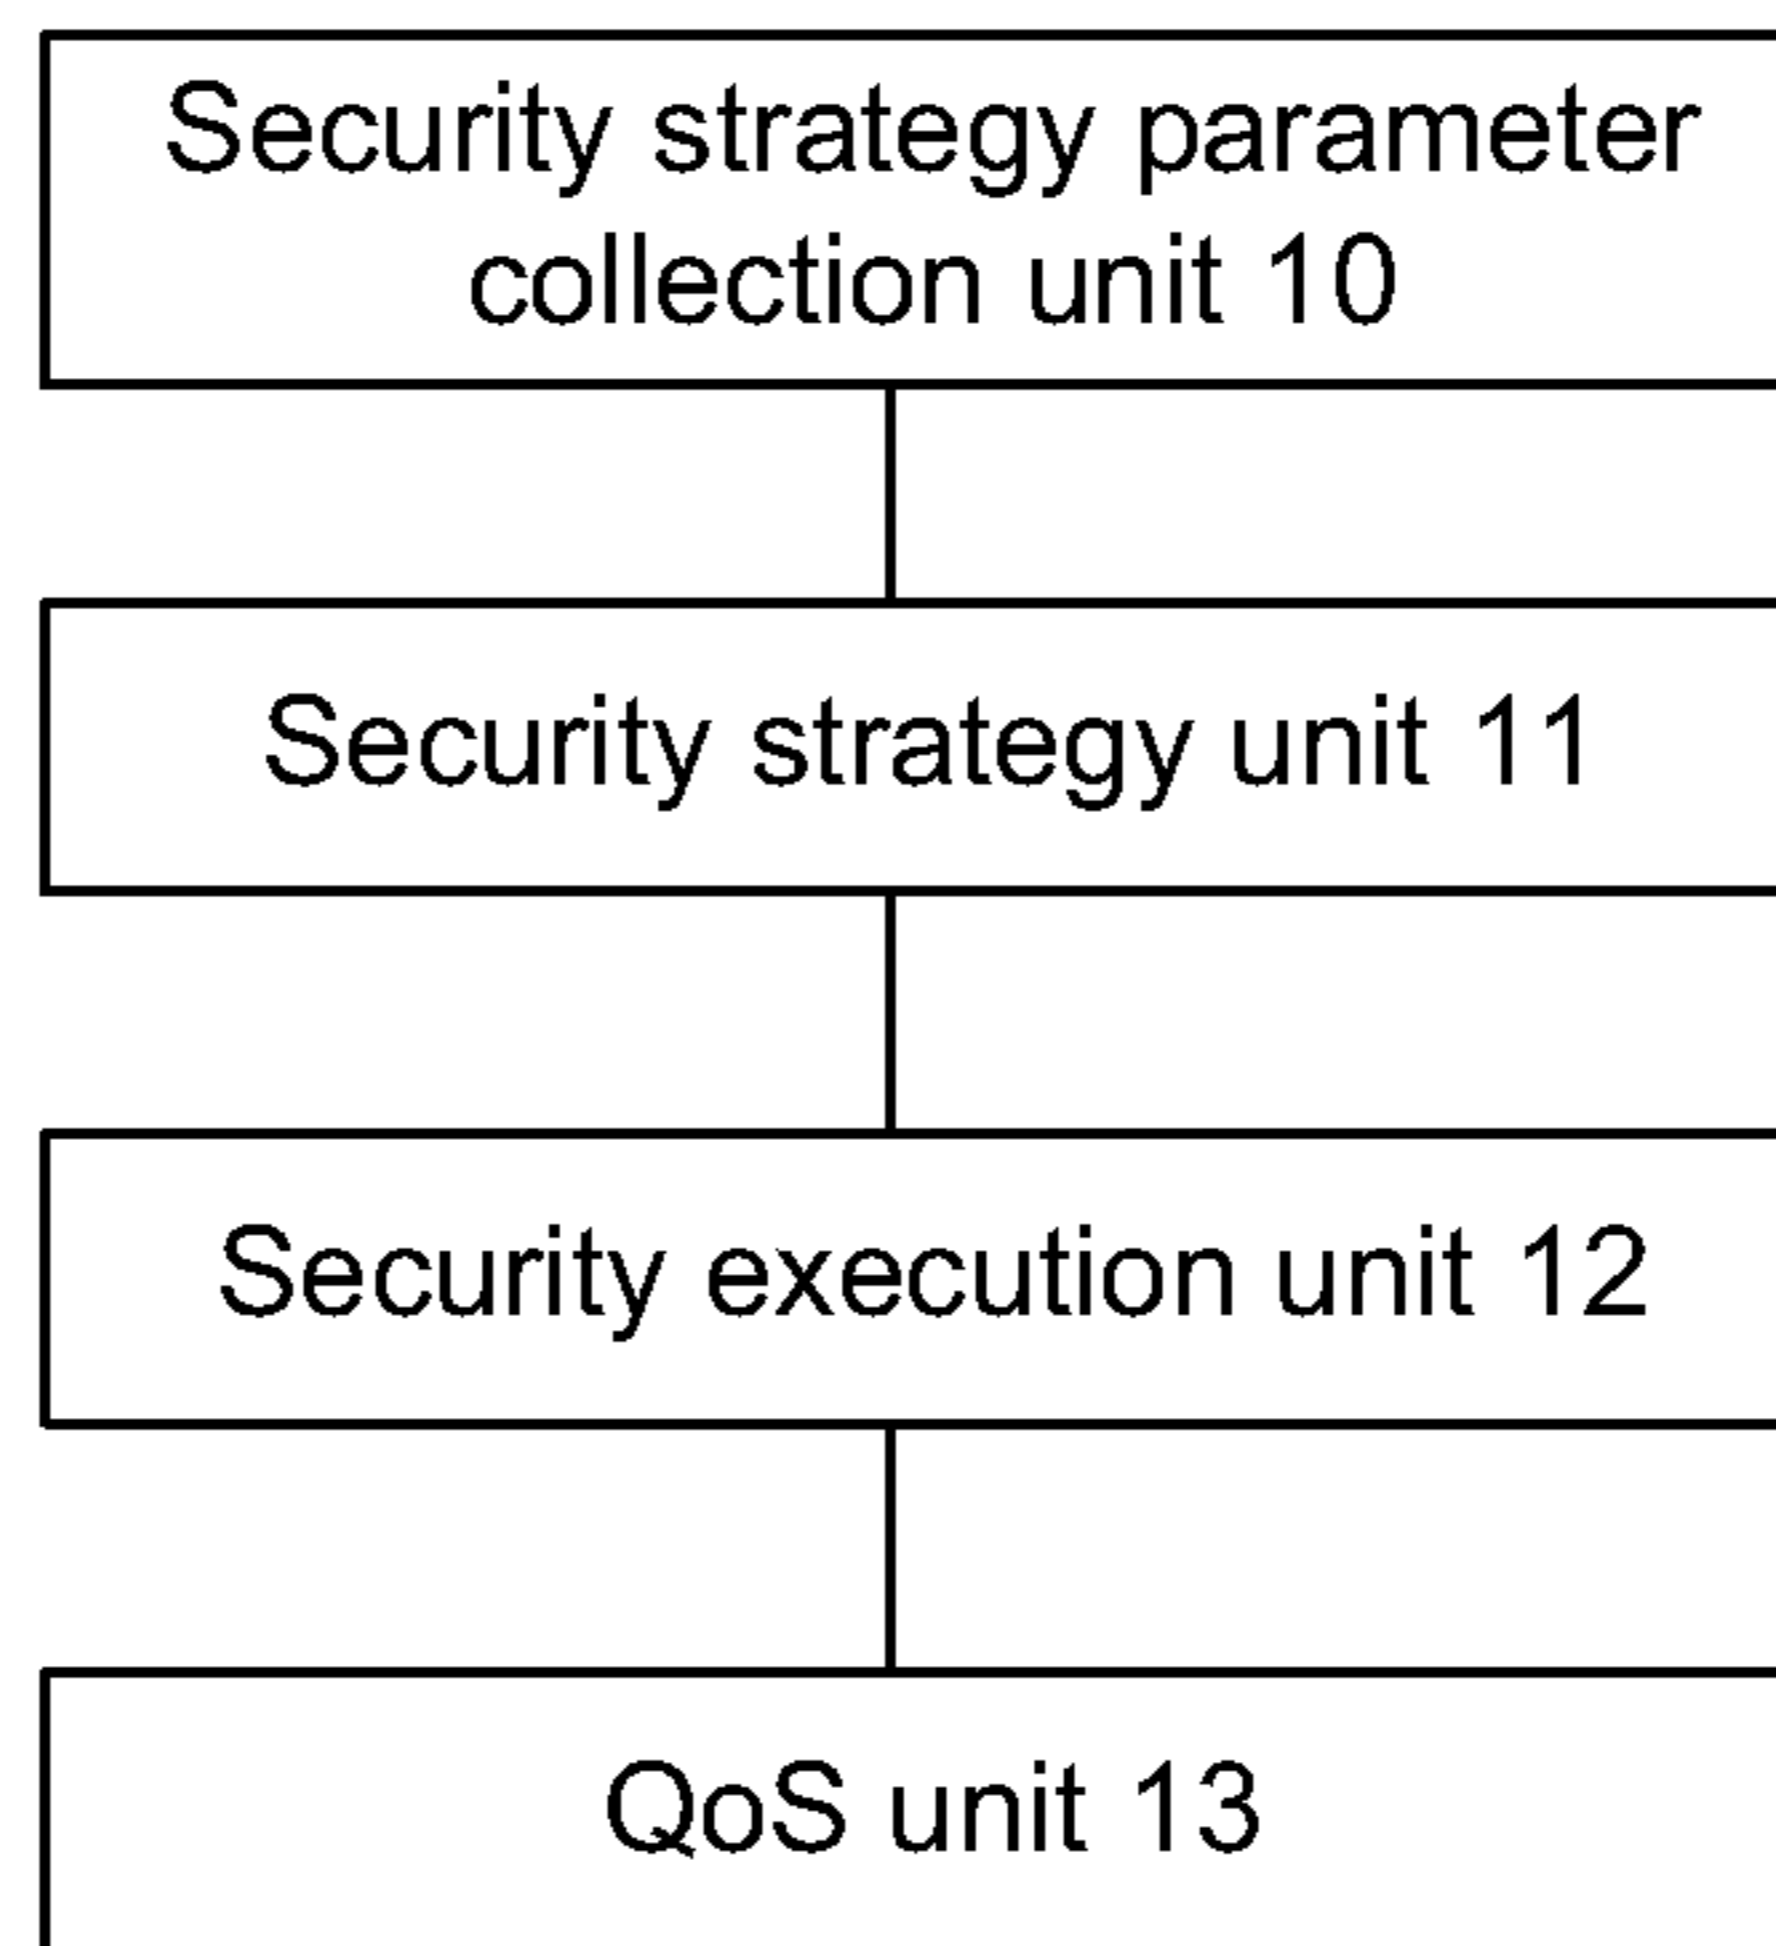 Security strategy parameter
collection unit 10
Security strategy unit 11
Security execution unit 12
QoS unit 13